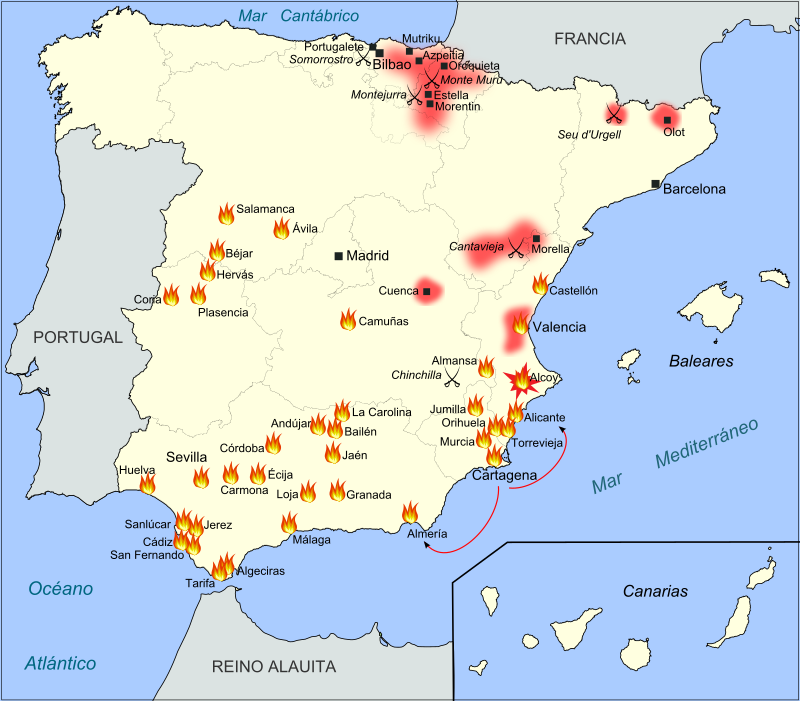 Mar Cantábrico
FRANCIA
Mutriku
Portugalete
Somorrostro
Bilbao
Azpeitia
Oroquieta
Monte Muru
Montejurra
Estella
Morentin
Seu d'Urgell
Olot
Barcelona
Salamanca
Ávila
Béjar
Hervás
Coria
Plasencia
Madrid
Cantavieja
Morella
Cuenca
Castellón
Camuñas
Valencia
PORTUGAL
Baleares
Almansa
Chinchilla
Alcoy
Jumilla
Alicante
Orihuela
Murcia
Torrevieja
Cartagena
Mar Mediterráneo
La Carolina
Andújar
Bailén
Córdoba
Jaén
Sevilla
Huelva
Carmona
Écija
Loja
Granada
Sanlúcar
Jerez
Cádiz
San Fernando
Málaga
Almería
Tarifa
Algeciras
Océano
Atlántico
REINO ALAUITA
Canarias